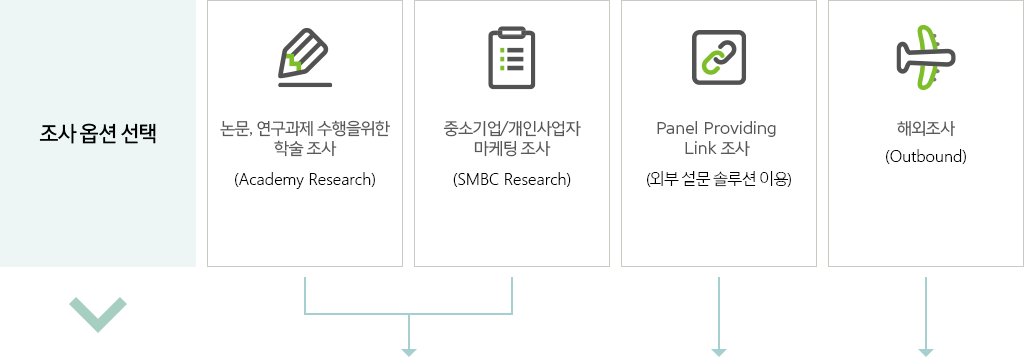 조사 옵션 선택
논문, 연구과제 수행을위한
학술 조사
(Academy Research)
중소기업/개인사업자
마케팅 조사
(SMBC Research)
Panel Providing
Link 조사
(외부 설문 솔루션 이용)
해외조사
(Outbound)